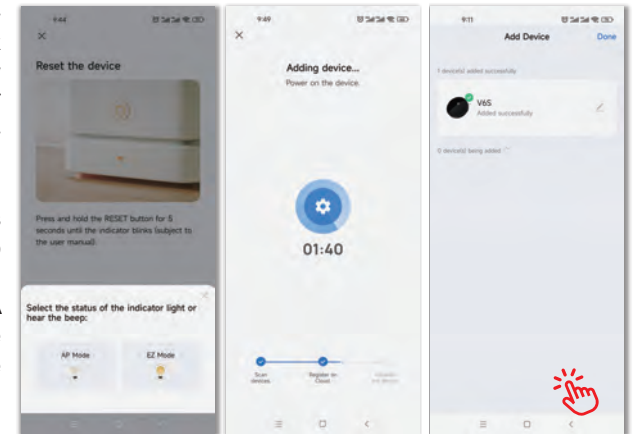 9:44
Reset the device
Press and hold the RESET button for 5
seconds until the indicator blinks (subject to
the user manual).
Select the status of the indicator light or
hear the beep:
AP Mode
EZ Mode
9:49
Adding device...
Power on the device.
01:40
Scan
devices.
Register on
Cloud.
9:11
Add Device
Done
1 device(s) added successfully
V6S
Added successfully
0 device(s) being added
A